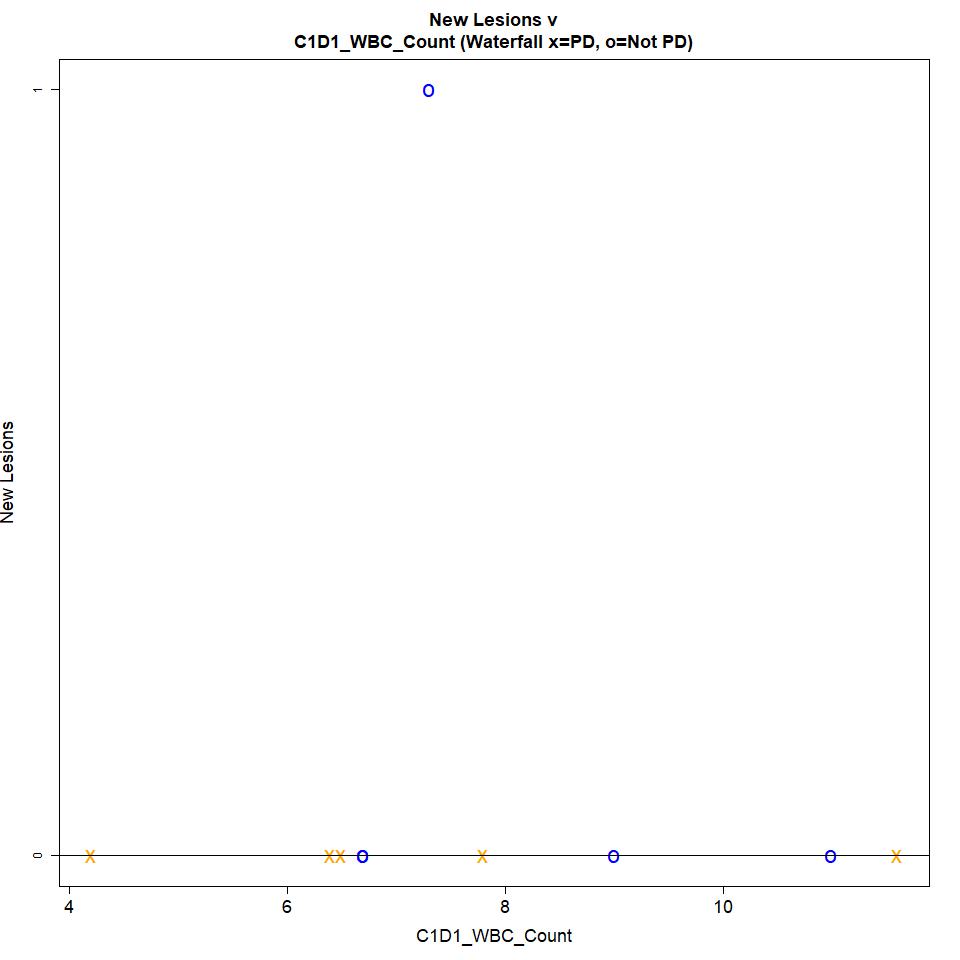 New Lesions v
C1D1_WBC_Count (Waterfall x=PD, o=Not PD)
1
o
New Lesions
0
x
x
x
o
x
o
o
x
4
6
8
10
C1D1_WBC_Count